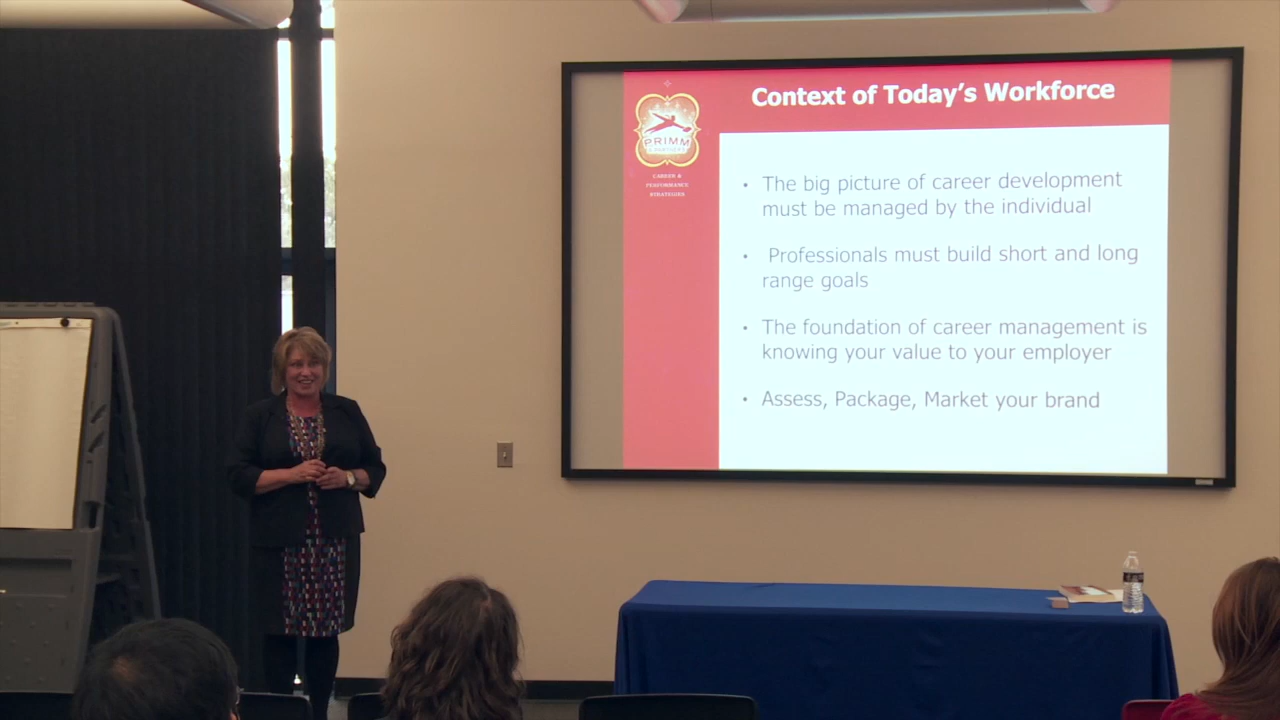 Context of Today's Workforce
PRIMM
CAREER &
PERFORMANCE
STRATEGIES
• The big picture of career development
must be managed by the individual
• Professionals must build short and long
range goals
• The foundation of career management is
knowing your value to your employer
• Assess, Package, Market your brand